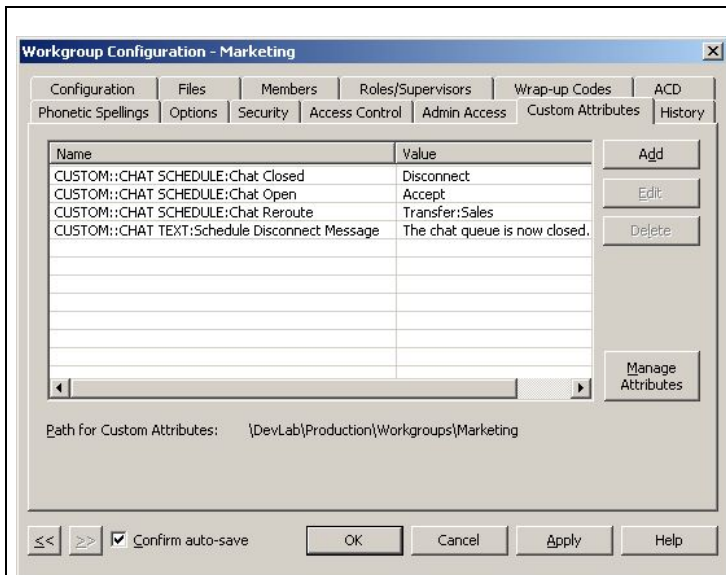 Workgroup Configuration - Marketing
Configuration Files Members Roles/Supervisors Wrap-up Codes ACD
Phonetic Spellings Options Security Access Control Admin Access Custom Attributes History
Name Value
CUSTOM::CHAT SCHEDULE:Chat Closed Disconnect
CUSTOM::CHAT SCHEDULE:Chat Open Accept
CUSTOM::CHAT SCHEDULE:Chat Reroute Transfer:Sales
CUSTOM::CHAT TEXT:Schedule Disconnect Message The chat queue is now closed.
Add
Edit
Delete
Manage
Attributes
Path for Custom Attributes: \DevLab\Production\Workgroups\Marketing
<< >> Confirm auto-save OK Cancel Apply Help